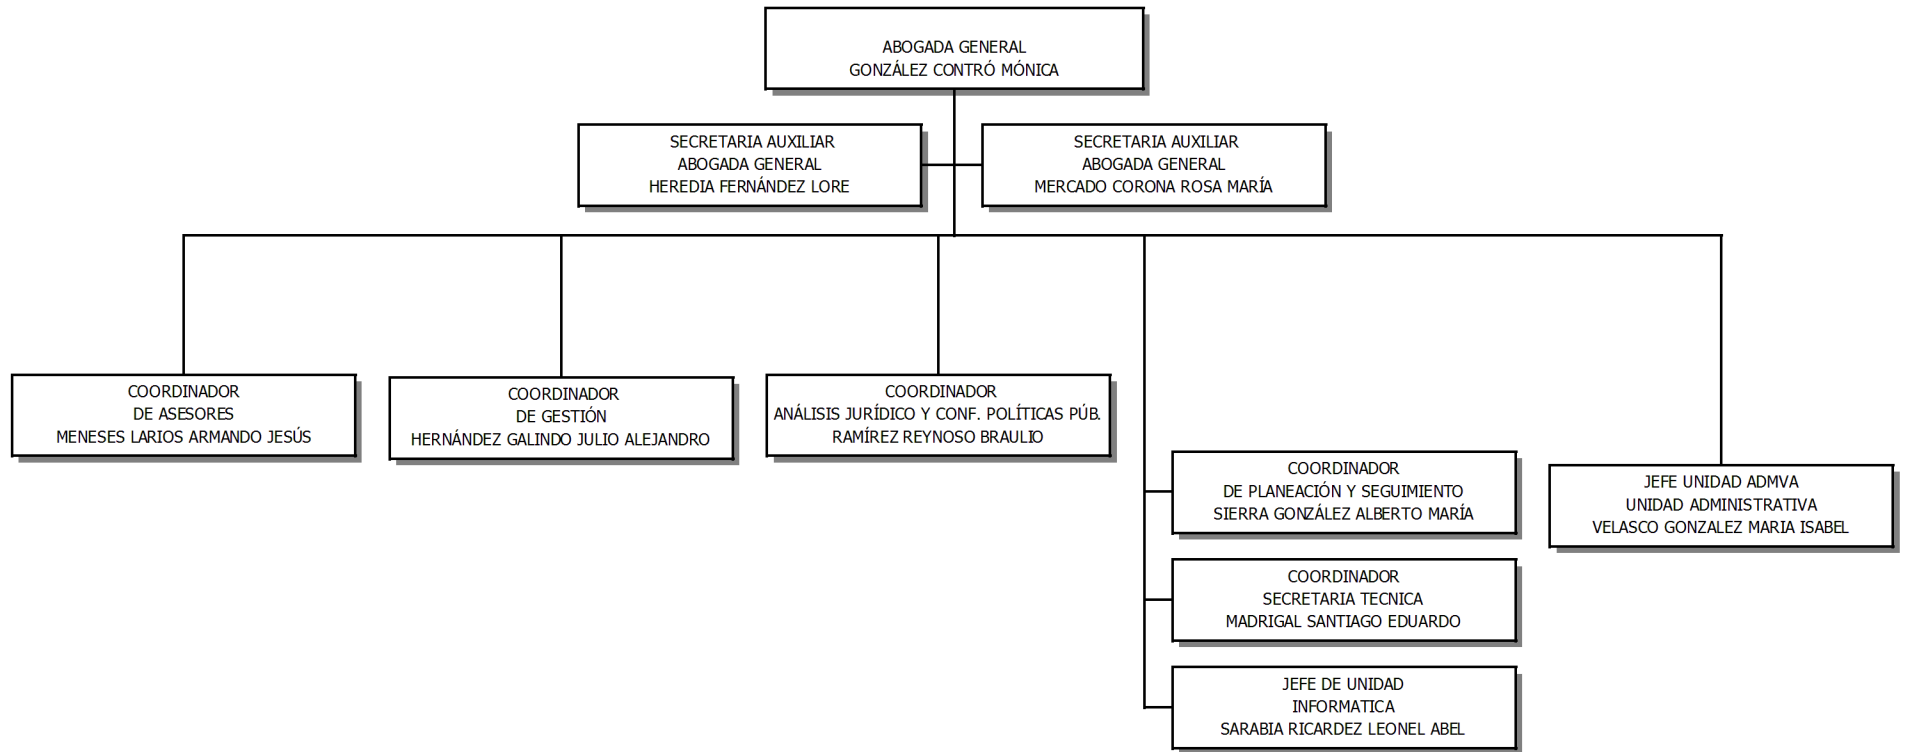 ABOGADA GENERAL
GONZÁLEZ CONTRÓ MÓNICA
SECRETARIA AUXILIAR
ABOGADA GENERAL
HEREDIA FERNÁNDEZ LORE
SECRETARIA AUXILIAR
ABOGADA GENERAL
MERCADO CORONA ROSA MARÍA
COORDINADOR
DE ASESORES
MENESES LARIOS ARMANDO JESÚS
COORDINADOR
DE GESTIÓN
HERNÁNDEZ GALINDO JULIO ALEJANDRO
COORDINADOR
ANÁLISIS JURÍDICO Y CONF. POLÍTICAS PÚB.
RAMÍREZ REYNOSO BRAULIO
COORDINADOR
DE PLANEACIÓN Y SEGUIMIENTO
SIERRA GONZÁLEZ ALBERTO MARÍA
COORDINADOR
SECRETARIA TECNICA
MADRIGAL SANTIAGO EDUARDO
JEFE DE UNIDAD
INFORMATICA
SARABIA RICARDEZ LEONEL ABEL
JEFE UNIDAD ADMVA
UNIDAD ADMINISTRATIVA
VELASCO GONZALEZ MARIA ISABEL